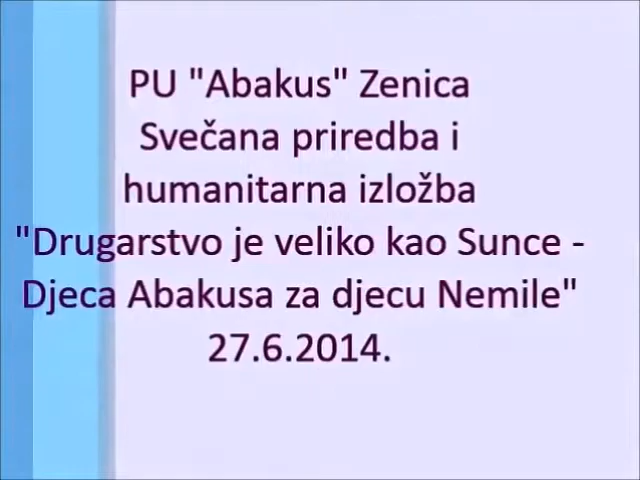 PU "Abakus" Zenica
Svečana priredba i
humanitarna izložba
"Drugarstvo je veliko kao Sunce -
Djeca Abakusa za djecu Nemile"
27.6.2014.